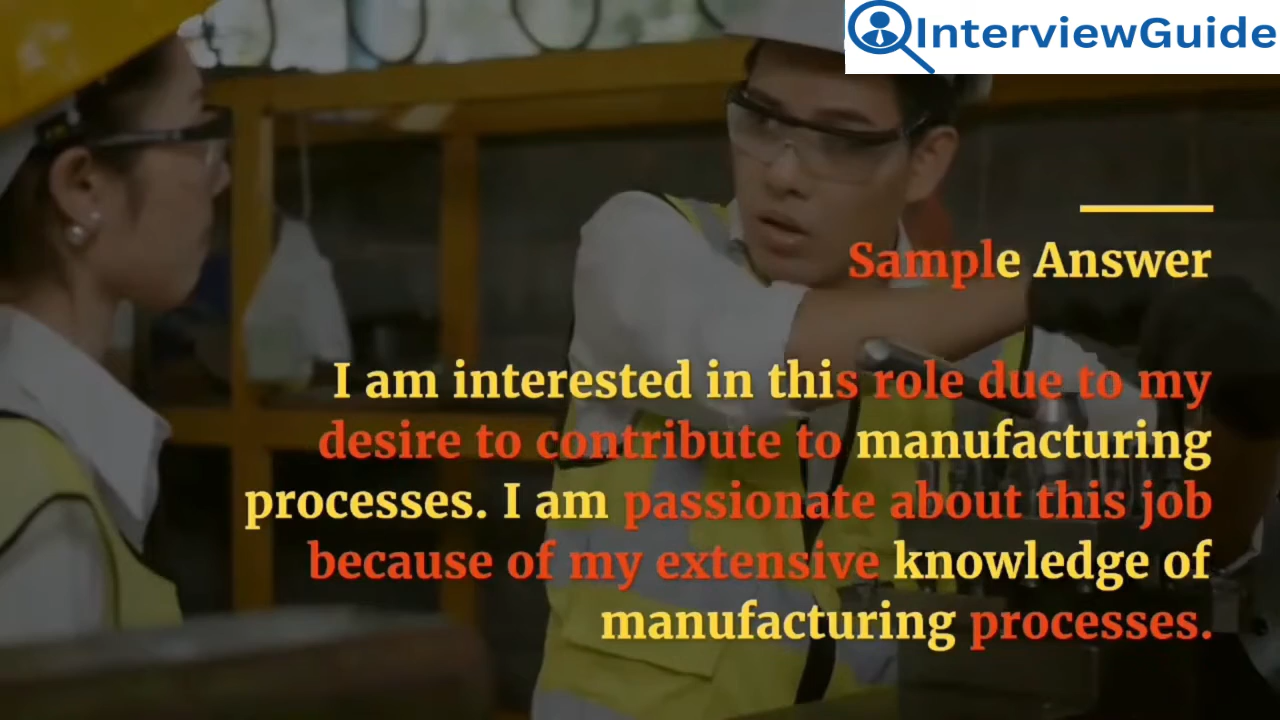 InterviewGuide
Sample Answer
I am interested in this role due to my
desire to contribute to manufacturing
processes. I am passionate about this job
because of my extensive knowledge of
manufacturing processes.